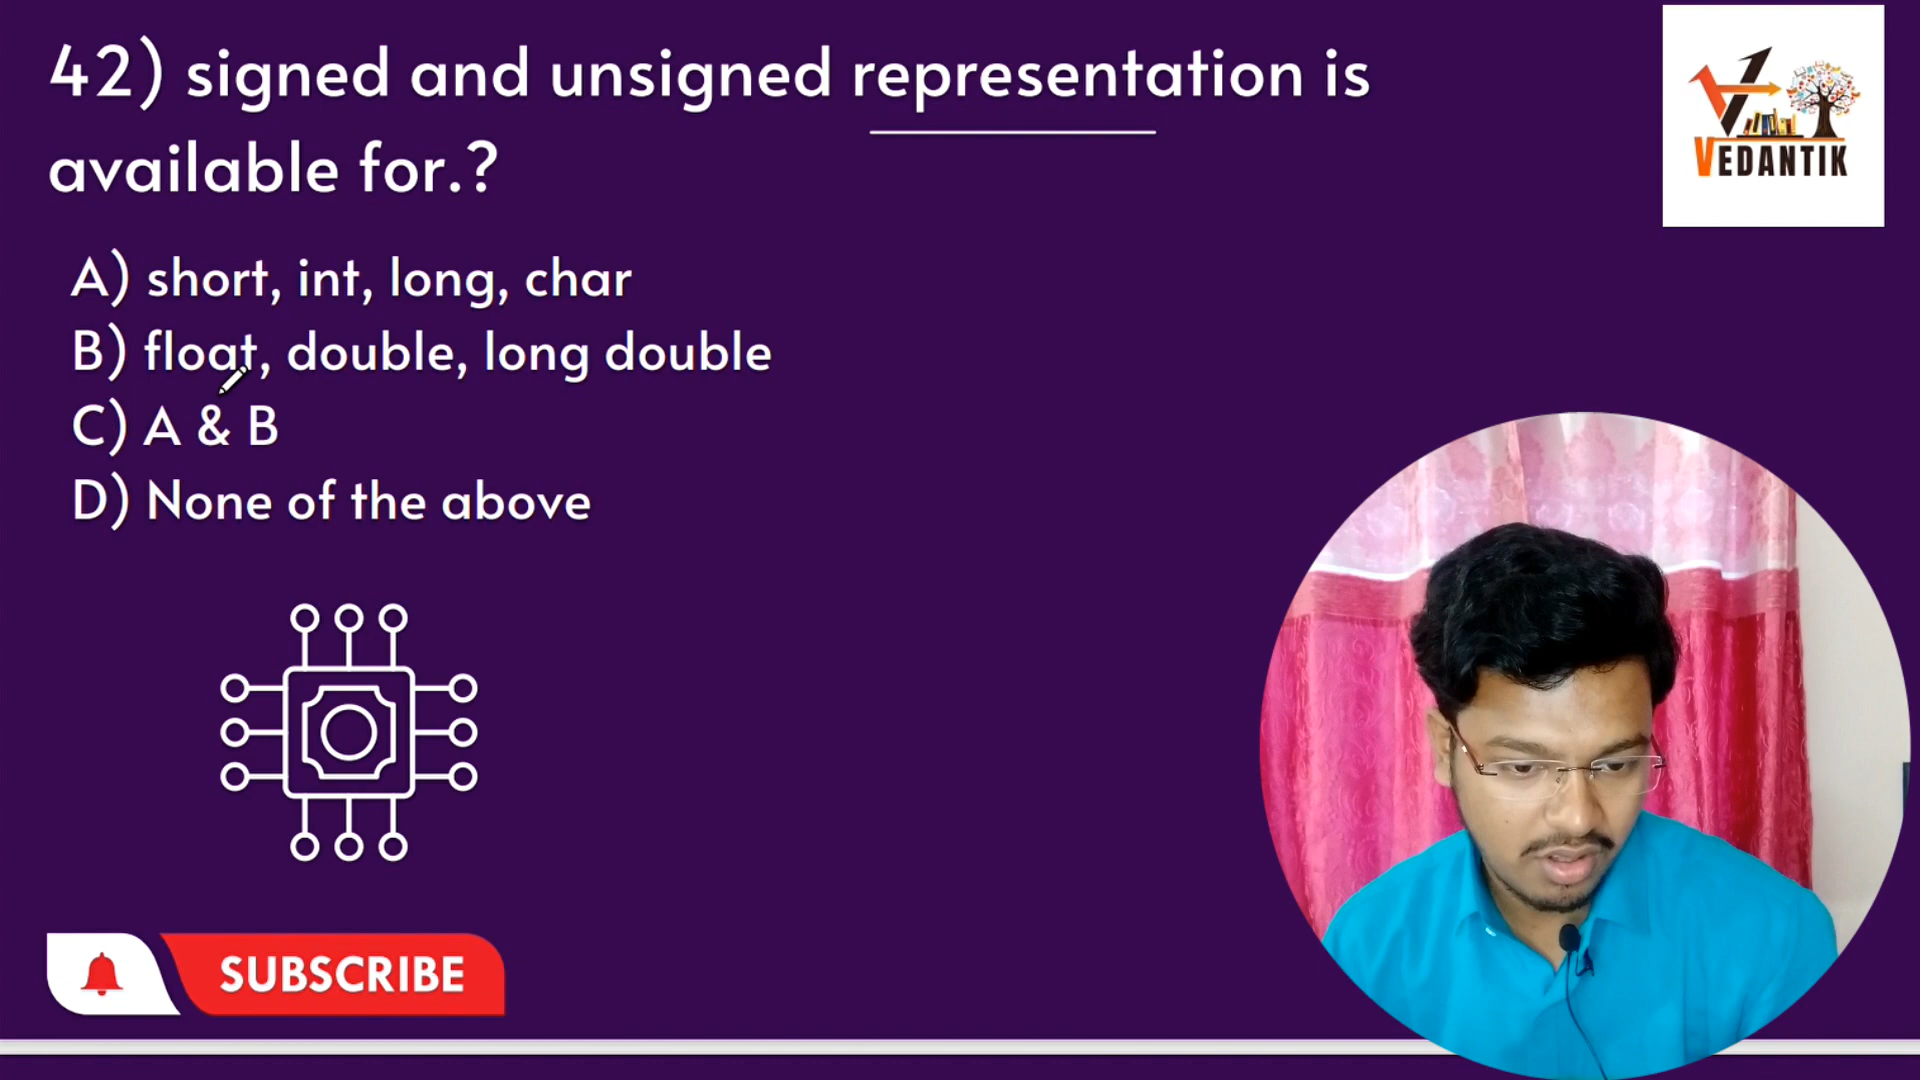 42) signed and unsigned representation is
available for.?
A) short, int, long, char
B) float, double, long double
C) A & B
D) None of the above
VEDANTIK
SUBSCRIBE